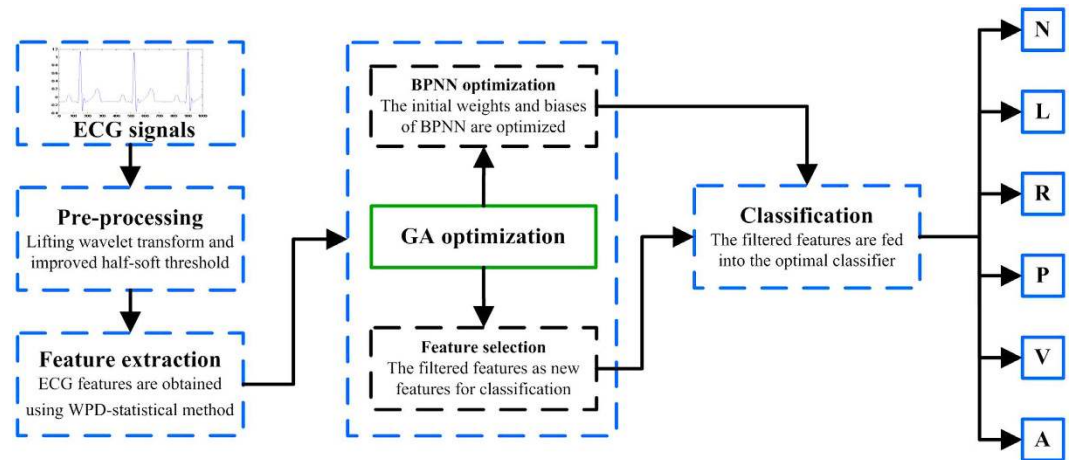 ECG signals
Pre-processing
Lifting wavelet transform and
improved half-soft threshold
Feature extraction
ECG features are obtained
using WPD-statistical method
BPNN optimization
The initial weights and biases
of BPNN are optimized
GA optimization
Feature selection
The filtered features as new
features for classification
Classification
The filtered features are fed
into the optimal classifier
N
L
R
P
V
A